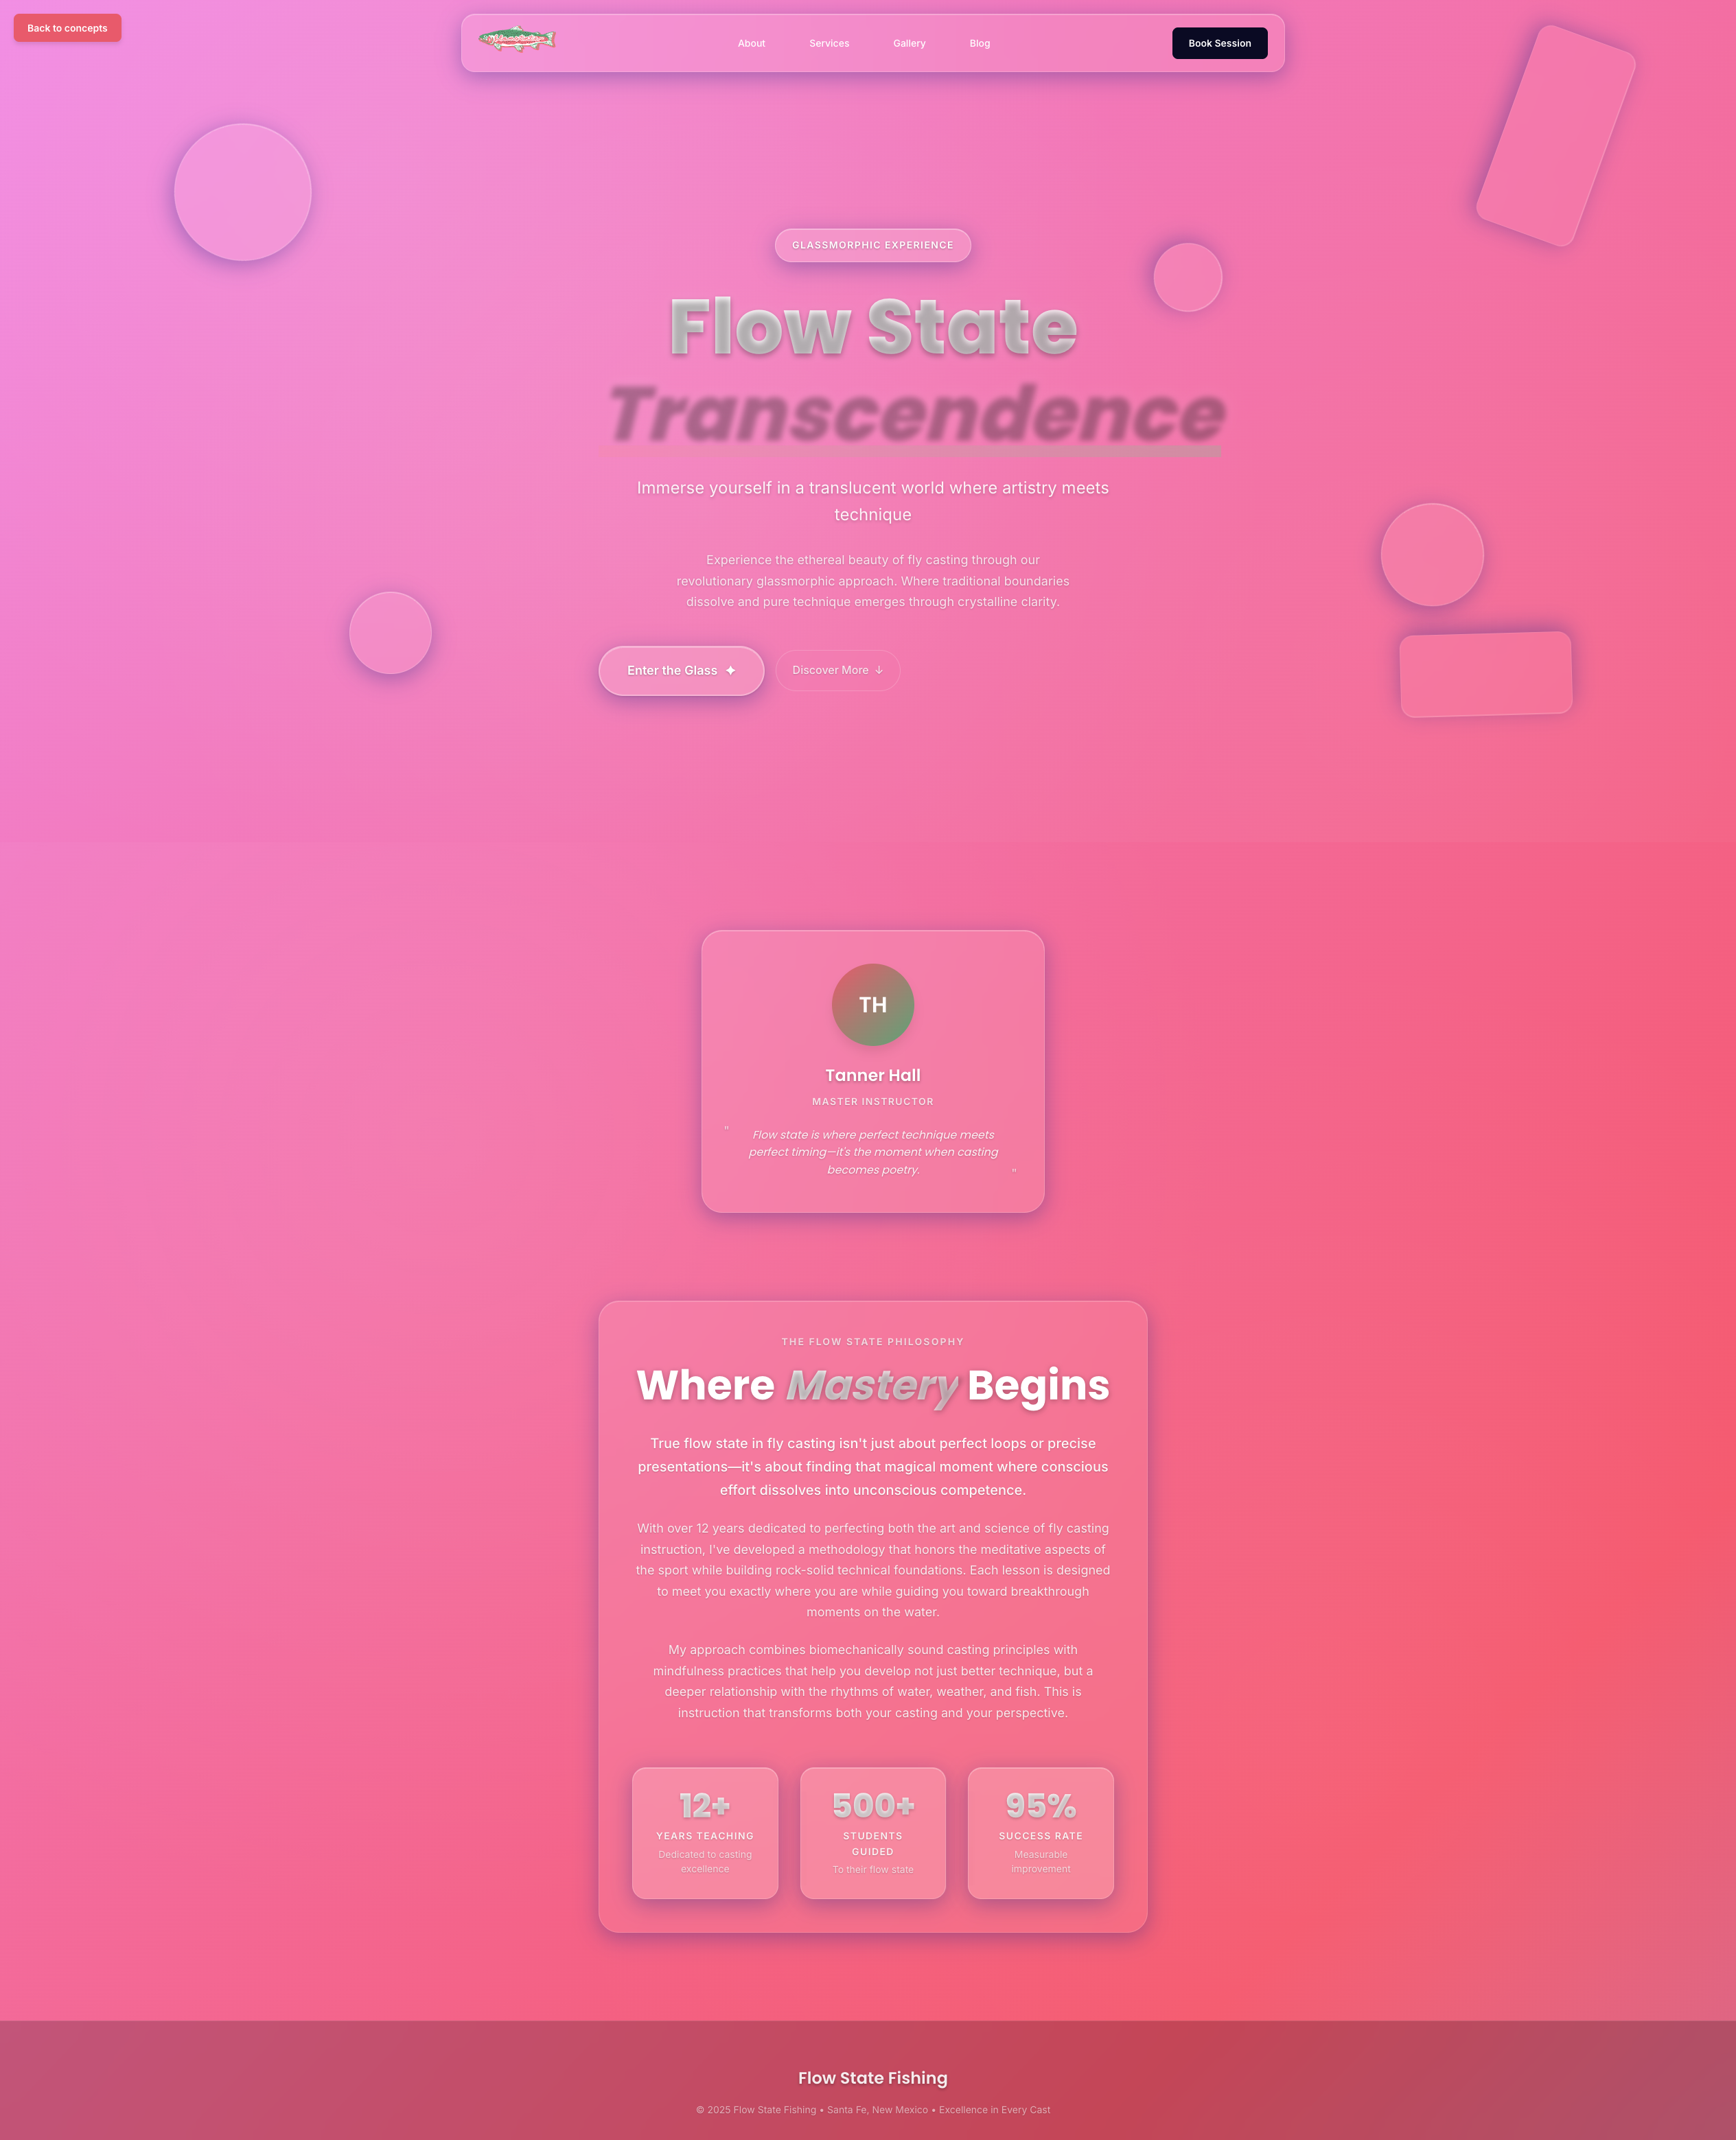 Back to concepts
About
Services
Gallery
Blog
Book Session
GLASSMORPHIC EXPERIENCE
Flow State
Transcendence
Immerse yourself in a translucent world where artistry meets
technique
Experience the ethereal beauty of fly casting through our
revolutionary glassmorphic approach. Where traditional boundaries
dissolve and pure technique emerges through crystalline clarity.
Enter the Glass ✦
Discover More ↓
TH
Tanner Hall
MASTER INSTRUCTOR
"Flow state is where perfect technique meets
perfect timing—it's the moment when casting
becomes poetry."
THE FLOW STATE PHILOSOPHY
Where Mastery Begins
True flow state in fly casting isn't just about perfect loops or precise
presentations—it's about finding that magical moment where conscious
effort dissolves into unconscious competence.
With over 12 years dedicated to perfecting both the art and science of fly casting
instruction, I've developed a methodology that honors the meditative aspects of
the sport while building rock-solid technical foundations. Each lesson is designed
to meet you exactly where you are while guiding you toward breakthrough
moments on the water.
My approach combines biomechanically sound casting principles with
mindfulness practices that help you develop not just better technique, but a
deeper relationship with the rhythms of water, weather, and fish. This is
instruction that transforms both your casting and your perspective.
12+
YEARS TEACHING
Dedicated to casting
excellence
500+
STUDENTS
GUIDED
To their flow state
95%
SUCCESS RATE
Measurable
improvement
Flow State Fishing
© 2025 Flow State Fishing • Santa Fe, New Mexico • Excellence in Every Cast